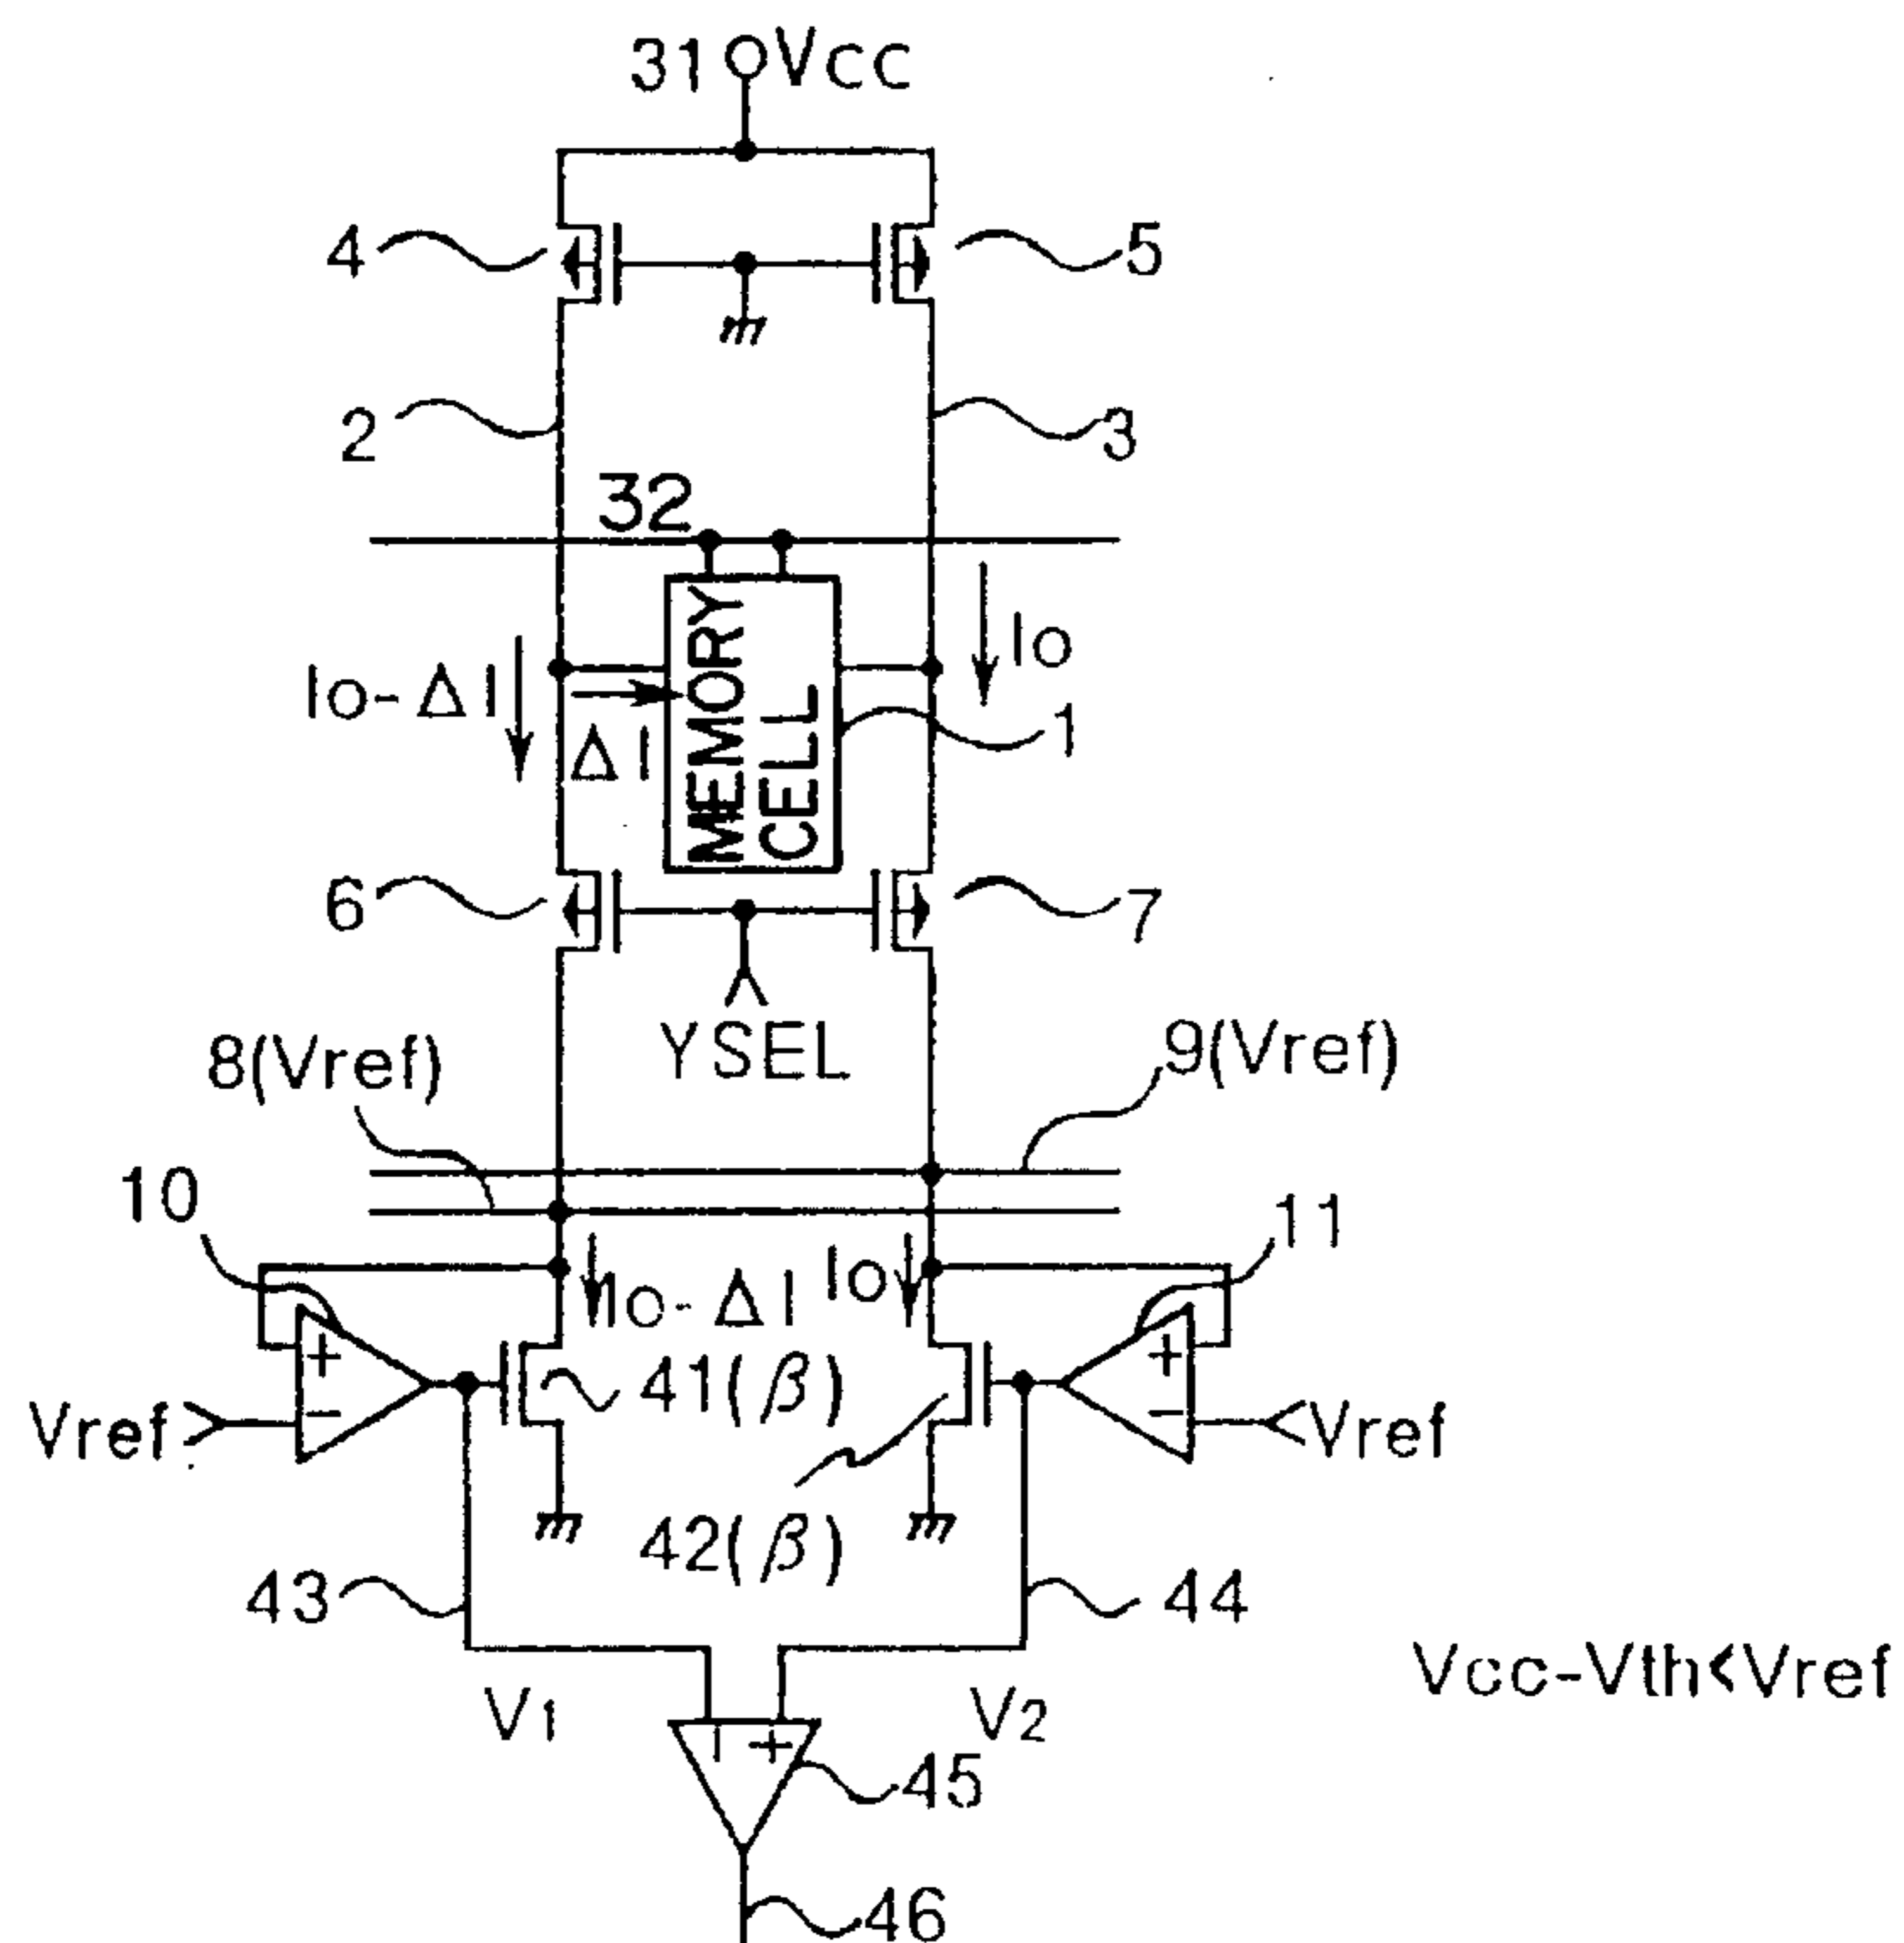 31 Vcc
4
5
2
3
32
Io-ΔI
ΔI
MEMORY
CELL
Io
1
6
7
YSEL
8(Vref)
9(Vref)
10
11
Io-ΔI
Io
+
-
+
-
Vref
41(β)
Vref
42(β)
43
44
Vcc-Vth<Vref
V1
V2
- +
45
46